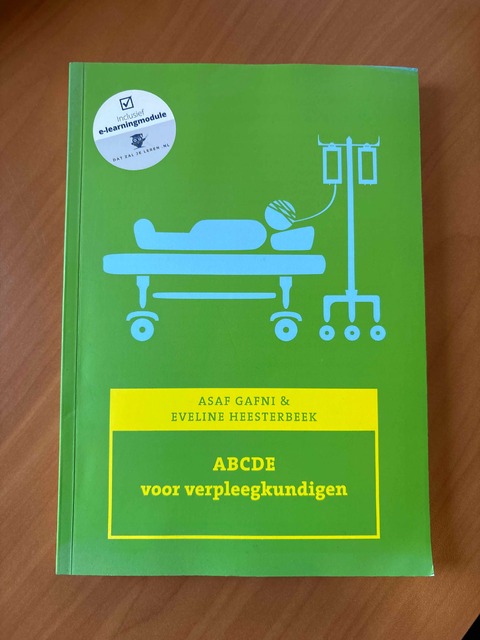 inclusief
e-learningmodule
DAT ZAL JE LEREN .NL
ASAF GAFNI &
EVELINE HEESTERBEEK
ABCDE
voor verpleegkundigen